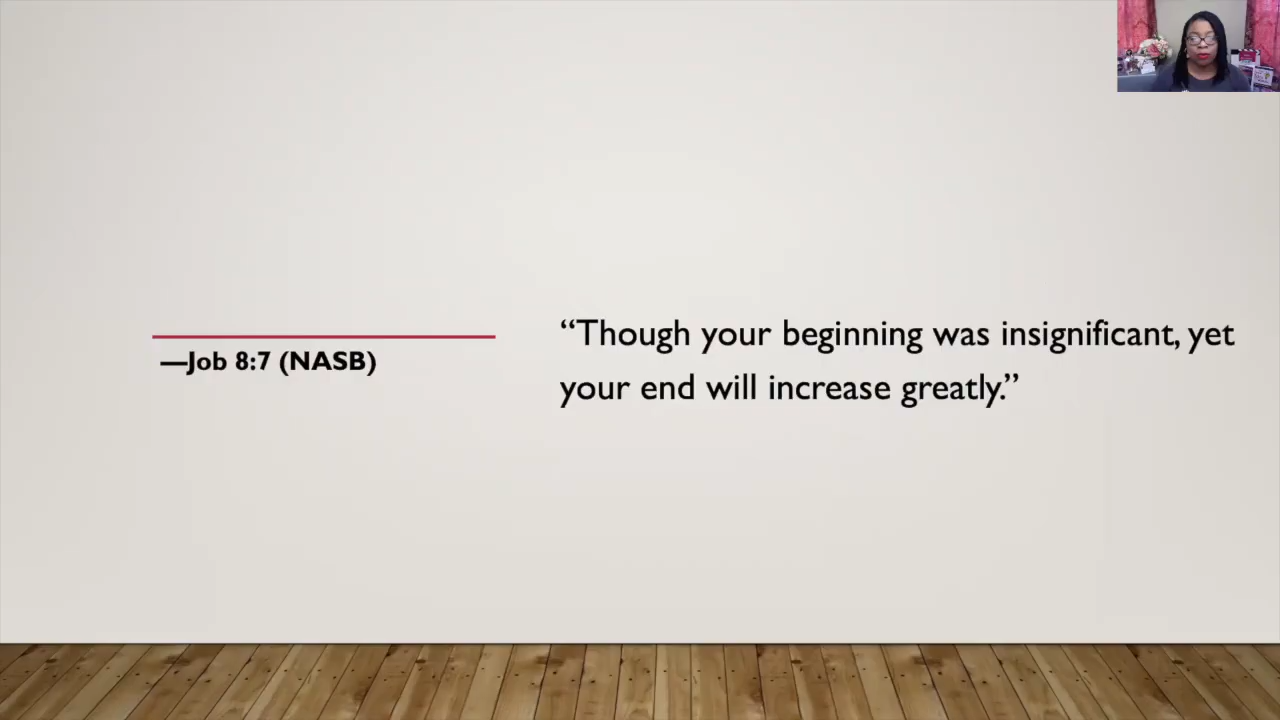 —Job 8:7 (NASB)
“Though your beginning was insignificant, yet
your end will increase greatly.”